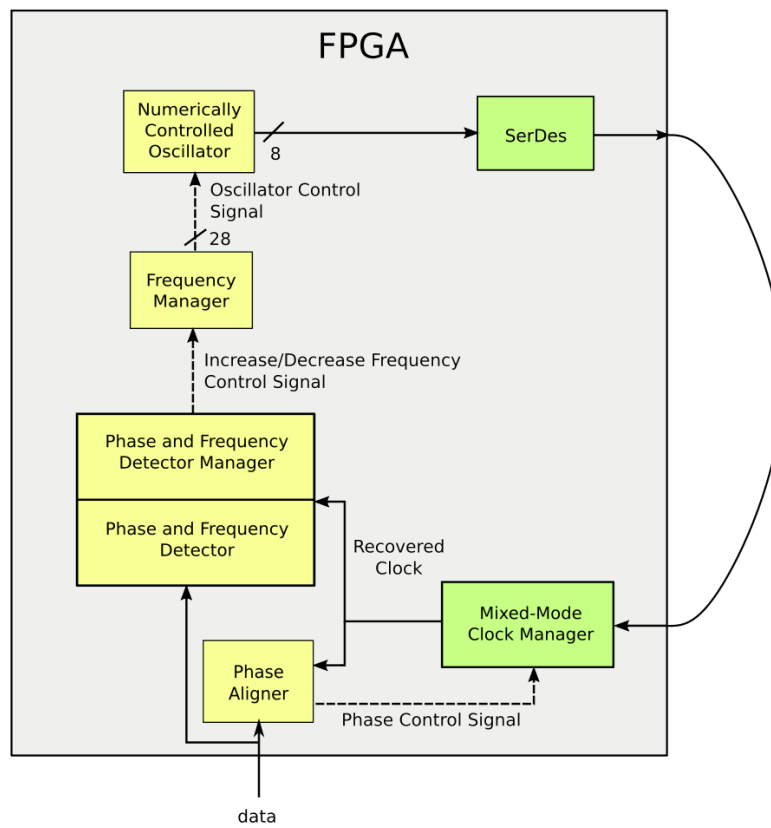 FPGA
Numerically
Controlled
Oscillator
8
SerDes
Oscillator Control
Signal
28
Frequency
Manager
Increase/Decrease Frequency
Control Signal
Phase and Frequency
Detector Manager
Phase and Frequency
Detector
Recovered
Clock
Mixed-Mode
Clock Manager
Phase
Aligner
Phase Control Signal
data